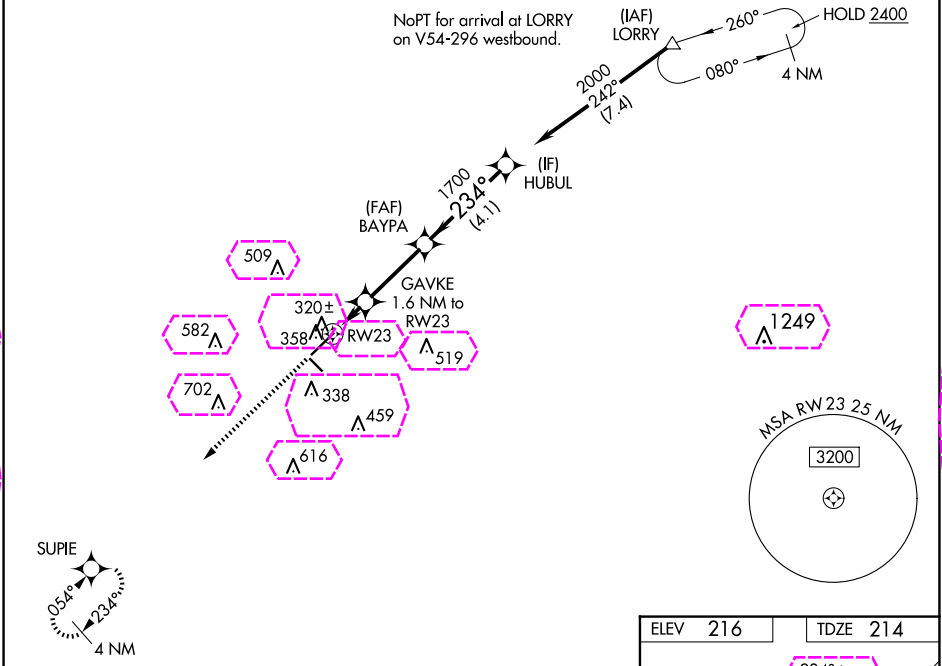 NoPT for arrival at LORRY
on V54-296 westbound.
(IAF)
LORRY
260°
HOLD 2400
080°
4 NM
2000
242°
(7.4)
(IF)
HUBUL
1700
234°
(4.1)
(FAF)
BAYPA
GAVKE
1.6 NM to
RW23
509
320±
358
RW23
582
519
702
338
459
616
1249
MSA RW23 25 NM
3200
SUPIE
054°
234°
4 NM
ELEV 216
TDZE 214